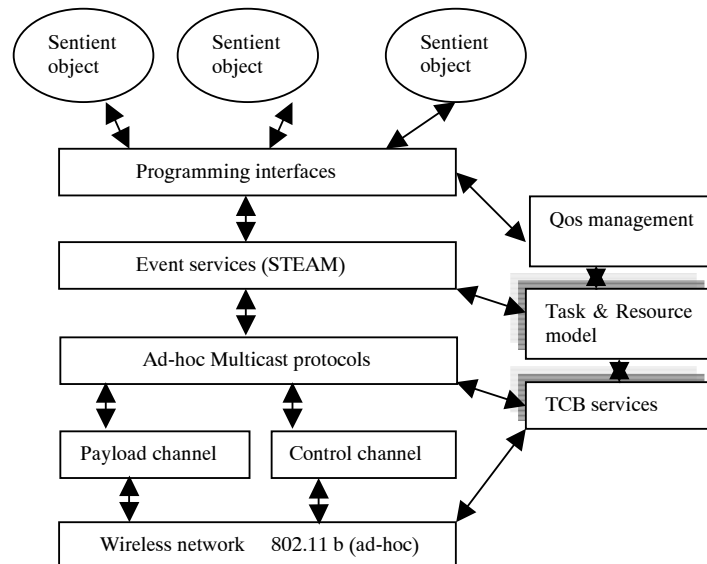 Sentient
object
Sentient
object
Sentient
object
Programming interfaces
Qos management
Event services (STEAM)
Task & Resource
model
Ad-hoc Multicast protocols
TCB services
Payload channel
Control channel
Wireless network 802.11 b (ad-hoc)